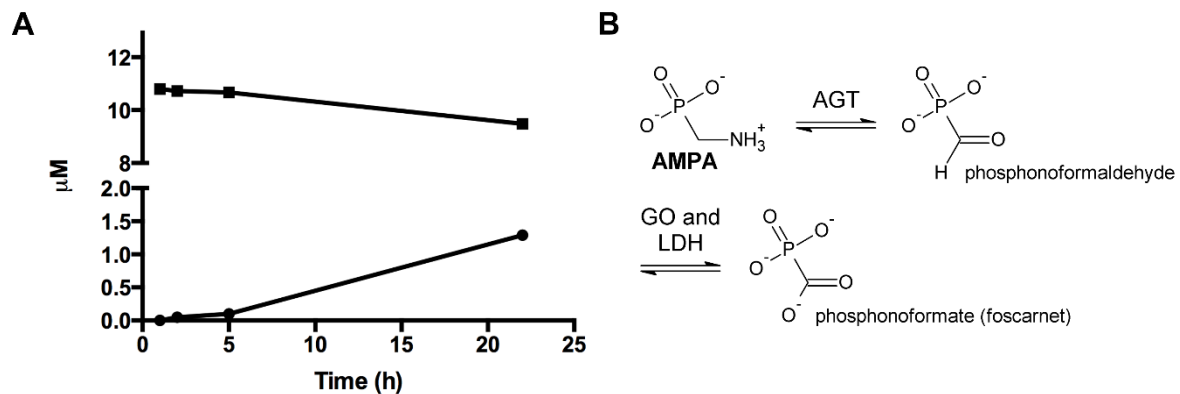 A
12
10
8
μM
2.0
1.5
1.0
0.5
0.0
0 5 10 15 20 25
Time (h)
B
O
O-
P
O-
NH3+
AMPA
AGT
O
O-
P
O-
O
H
phosphonoformaldehyde
GO and
LDH
O
O-
P
O-
O
O-
phosphonoformate (foscarnet)